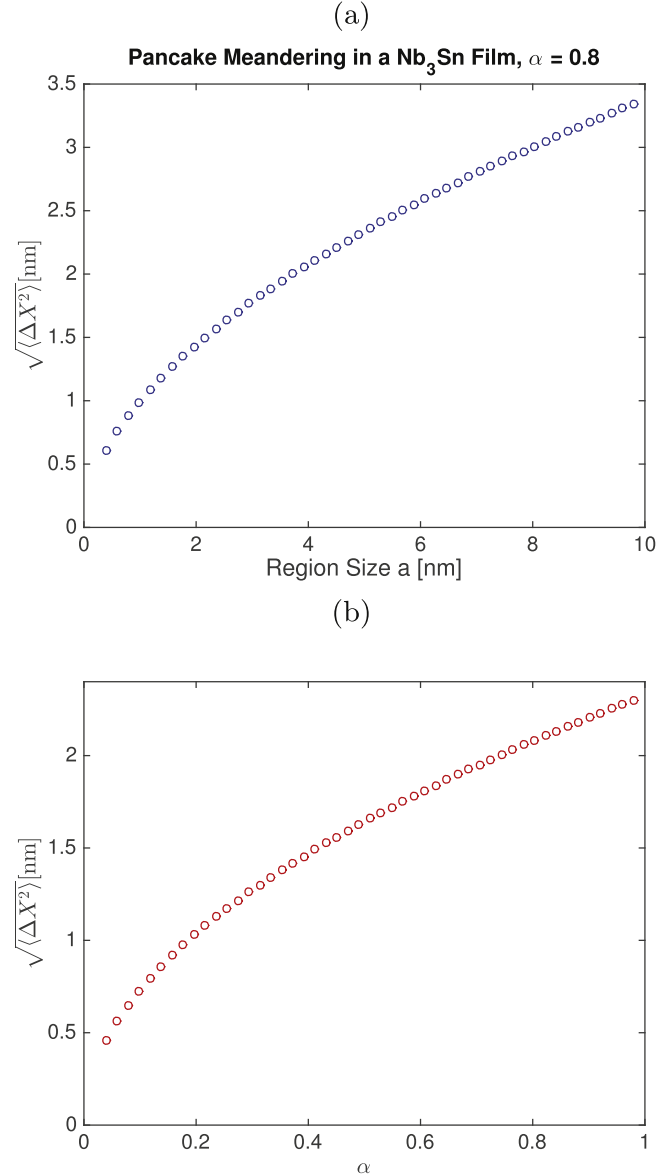 (a)
Pancake Meandering in a Nb₃Sn Film, α = 0.8
3.5
3
2.5
2
1.5
1
0.5
0
√⟨ΔX²⟩[nm]
0 2 4 6 8 10
Region Size a [nm]
(b)
2
1.5
1
0.5
0
√⟨ΔX²⟩[nm]
0 0.2 0.4 0.6 0.8 1
α